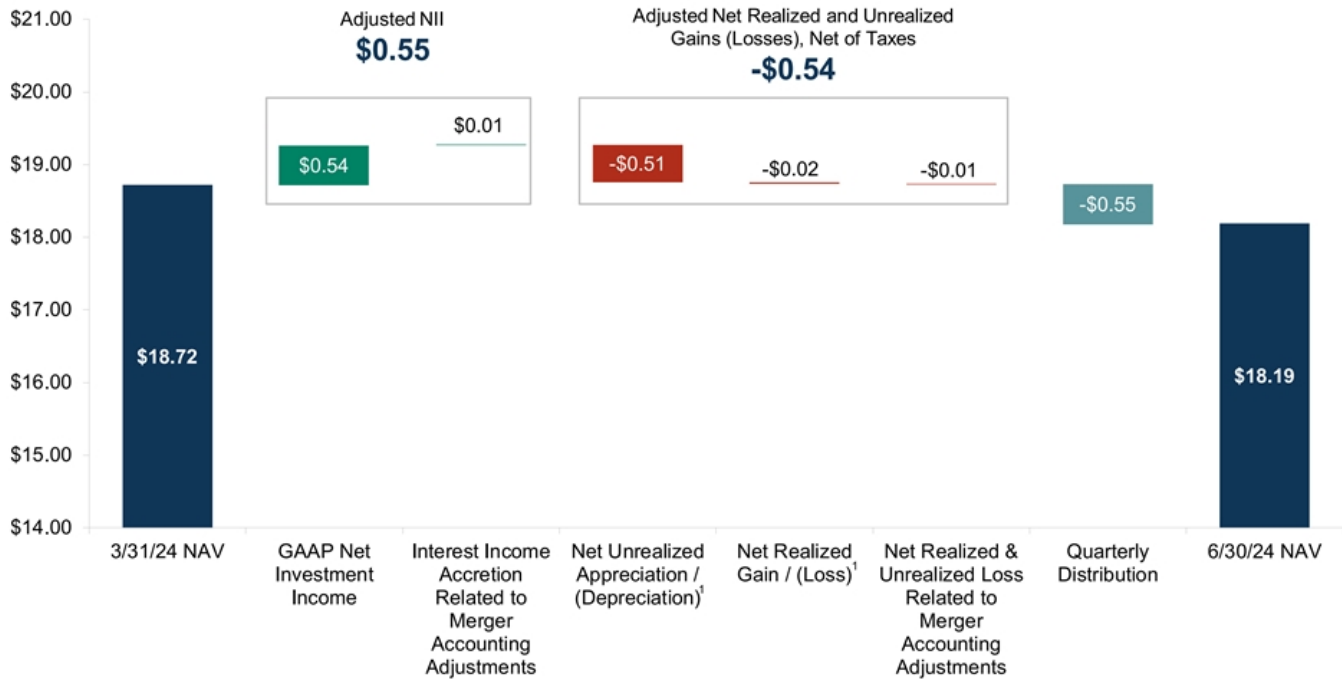 Adjusted NII
$0.55
Adjusted Net Realized and Unrealized
Gains (Losses), Net of Taxes
-$0.54
$21.00
$20.00
$19.00
$18.00
$17.00
$16.00
$15.00
$14.00
$18.72
$0.54
$0.01
-$0.51
-$0.02
-$0.01
-$0.55
$18.19
3/31/24 NAV
GAAP Net
Investment
Income
Interest Income
Accretion
Related to
Merger
Accounting
Adjustments
Net Unrealized
Appreciation /
(Depreciation)¹
Net Realized
Gain / (Loss)¹
Net Realized &
Unrealized Loss
Related to
Merger
Accounting
Adjustments
Quarterly
Distribution
6/30/24 NAV